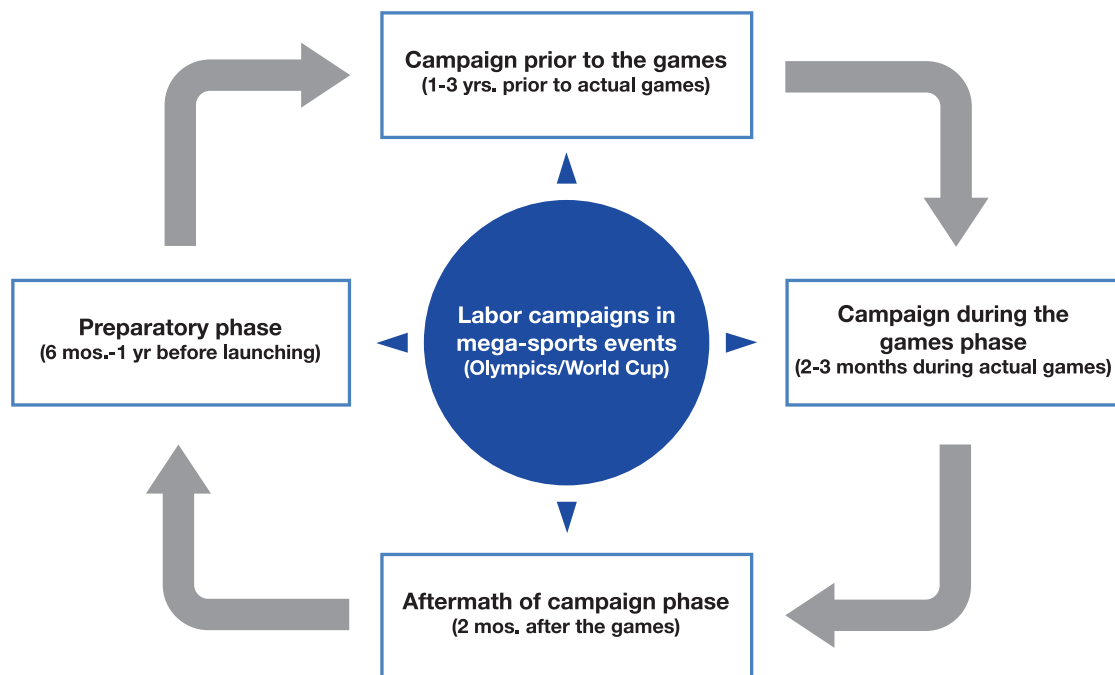 Campaign prior to the games
(1-3 yrs. prior to actual games)
Preparatory phase
(6 mos.-1 yr before launching)
Labor campaigns in
mega-sports events
(Olympics/World Cup)
Campaign during the
games phase
(2-3 months during actual games)
Aftermath of campaign phase
(2 mos. after the games)